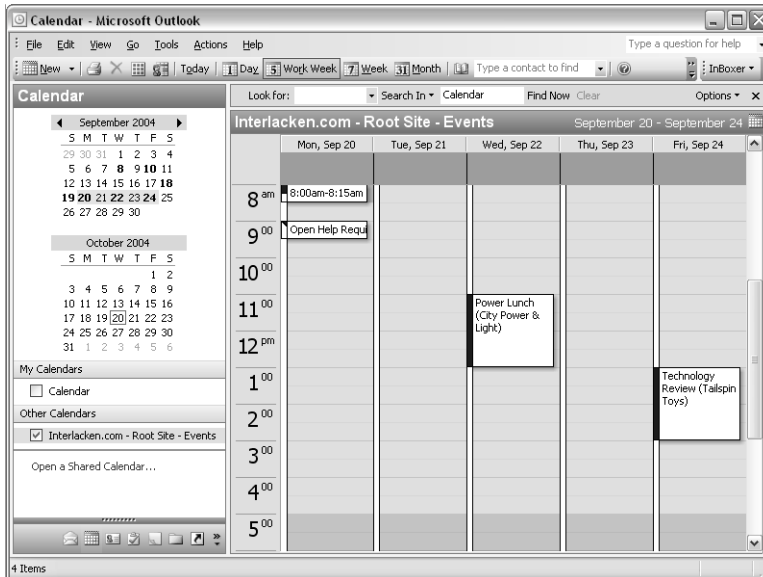 Calendar - Microsoft Outlook
File Edit View Go Tools Actions Help
Type a question for help
New Today 1 Day 5 Work Week 7 Week 31 Month Type a contact to find InBoxer
Calendar
Look for: Search In Calendar Find Now Clear Options
September 2004
S M T W T F S
29 30 31 1 2 3 4
5 6 7 8 9 10 11
12 13 14 15 16 17 18
19 20 21 22 23 24 25
26 27 28 29 30
October 2004
S M T W T F S
1 2
3 4 5 6 7 8 9
10 11 12 13 14 15 16
17 18 19 20 21 22 23
24 25 26 27 28 29 30
31 1 2 3 4 5 6
My Calendars
Calendar
Other Calendars
Interlacken.com - Root Site - Events
Open a Shared Calendar...
Interlacken.com - Root Site - Events September 20 - September 24
Mon, Sep 20 Tue, Sep 21 Wed, Sep 22 Thu, Sep 23 Fri, Sep 24
8 am
8:00am-8:15am
9 00
Open Help Requi
10 00
11 00
Power Lunch
(City Power &
Light)
12 pm
1 00
Technology
Review (Tailspin
Toys)
2 00
3 00
4 00
5 00
4 Items